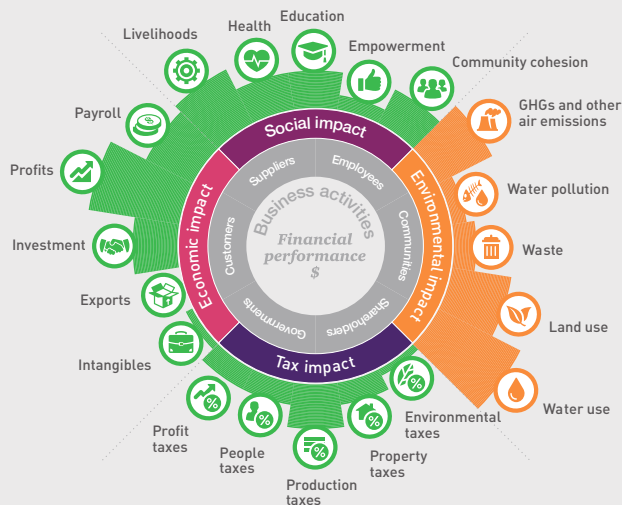 Education
Health
Livelihoods
Empowerment
Community cohesion
Payroll
GHGs and other
air emissions
Profits
Water pollution
Investment
Waste
Exports
Land use
Intangibles
Water use
Profit
taxes
People
taxes
Production
taxes
Property
taxes
Environmental
taxes
Social impact
Economic impact
Environmental impact
Tax impact
Suppliers
Employees
Customers
Communities
Governments
Shareholders
Business activities
Financial
performance
$